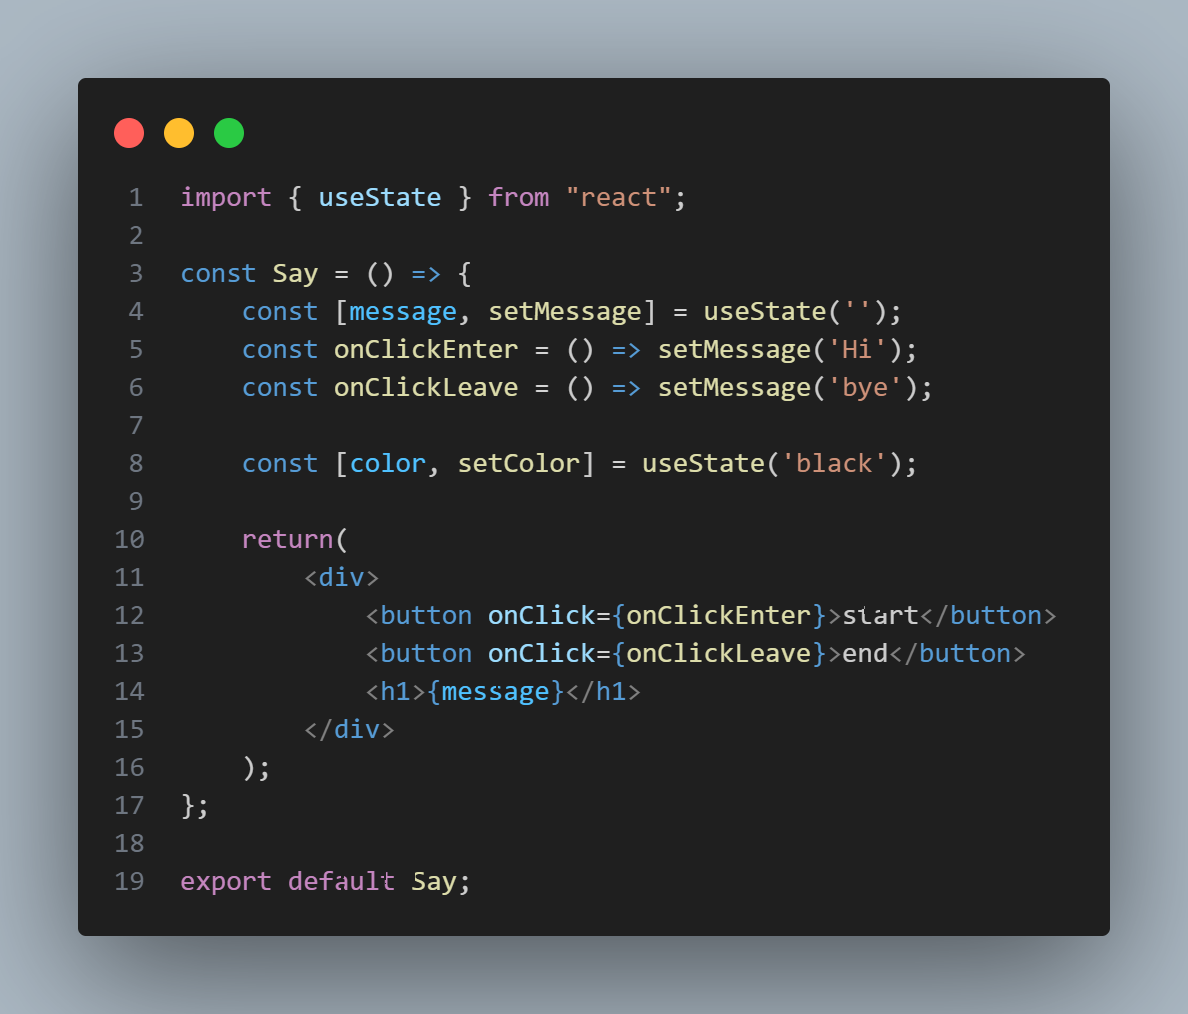 1 import { useState } from "react";
2
3 const Say = () => {
4     const [message, setMessage] = useState('');
5     const onClickEnter = () => setMessage('Hi');
6     const onClickLeave = () => setMessage('bye');
7
8     const [color, setColor] = useState('black');
9
10     return(
11         <div>
12             <button onClick={onClickEnter}>start</button>
13             <button onClick={onClickLeave}>end</button>
14             <h1>{message}</h1>
15         </div>
16     );
17 };
18
19 export default Say;